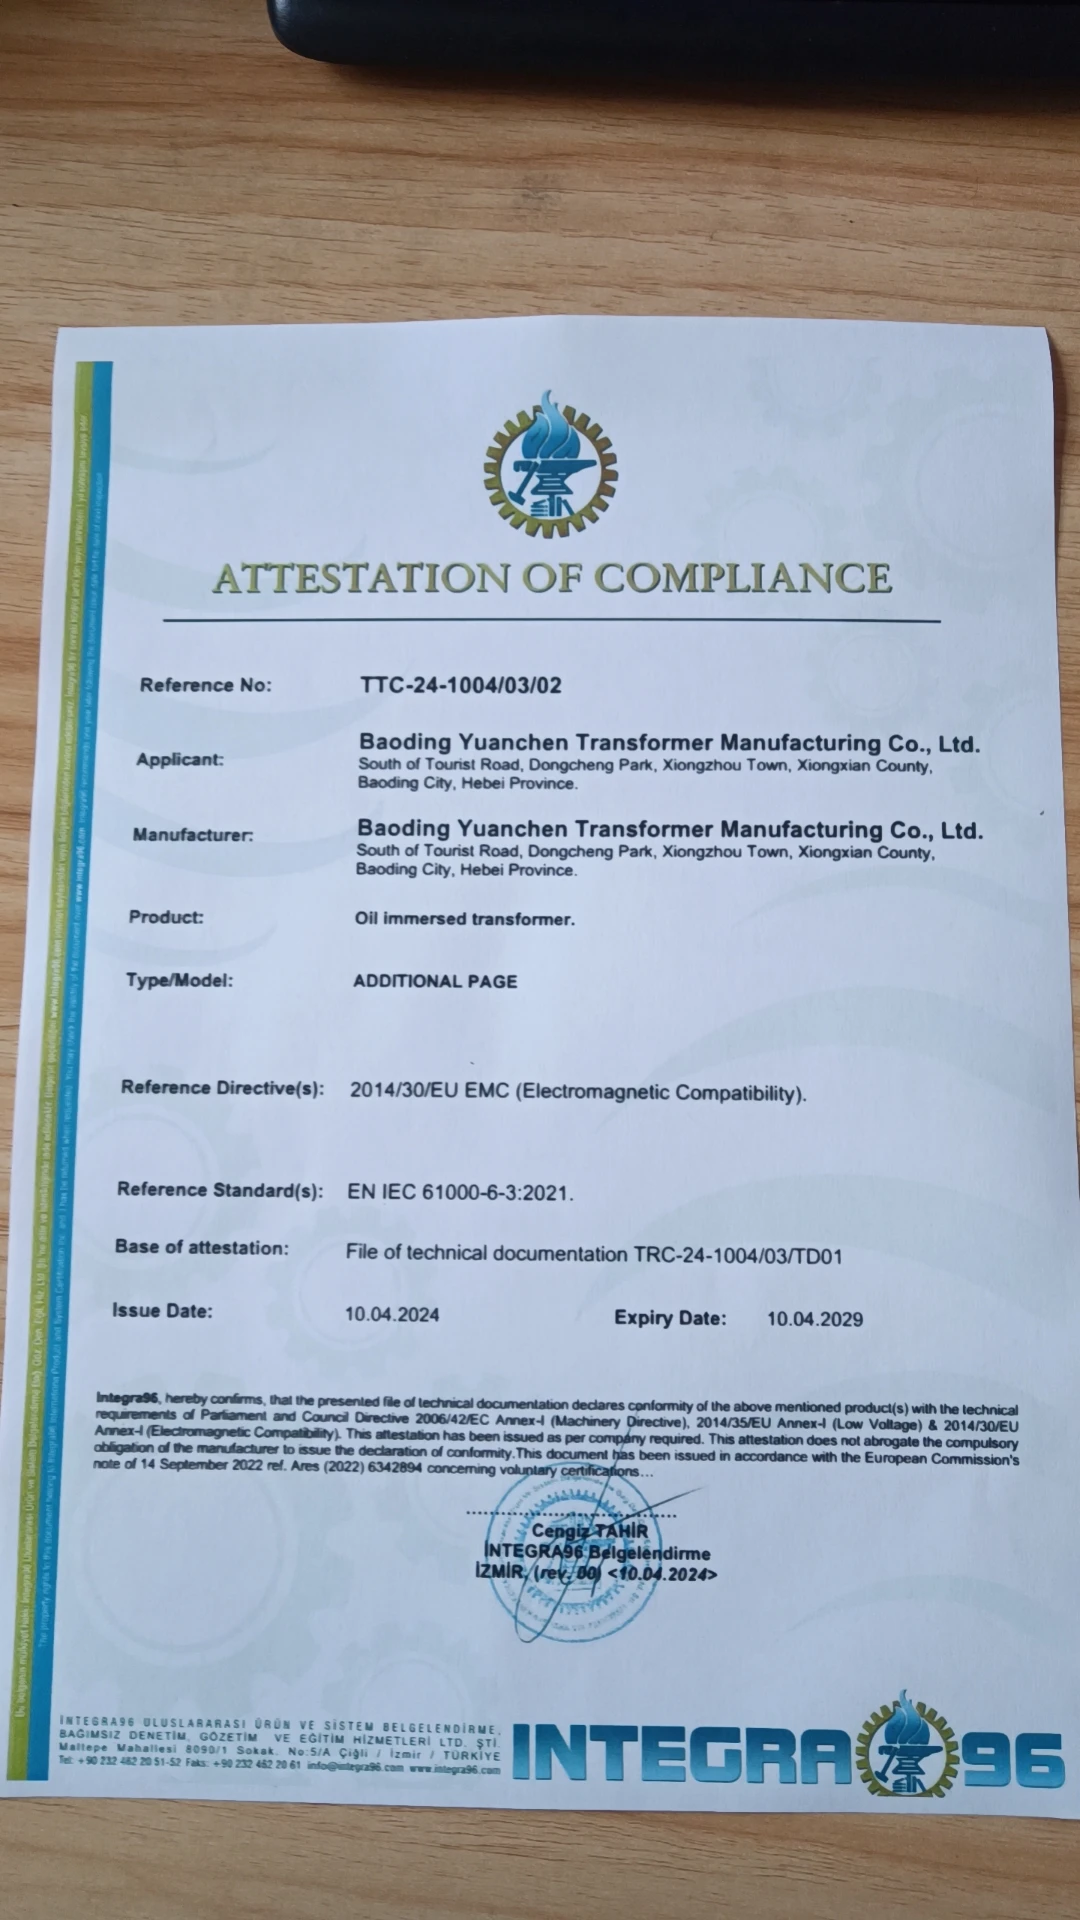 ATTESTATION OF COMPLIANCE
Reference No: TTC-24-1004/03/02
Applicant: Baoding Yuanchen Transformer Manufacturing Co., Ltd.
South of Tourist Road, Dongcheng Park, Xiongzhou Town, Xiongxian County,
Baoding City, Hebei Province.
Manufacturer: Baoding Yuanchen Transformer Manufacturing Co., Ltd.
South of Tourist Road, Dongcheng Park, Xiongzhou Town, Xiongxian County,
Baoding City, Hebei Province.
Product: Oil immersed transformer.
Type/Model: ADDITIONAL PAGE
Reference Directive(s): 2014/30/EU EMC (Electromagnetic Compatibility).
Reference Standard(s): EN IEC 61000-6-3:2021.
Base of attestation: File of technical documentation TRC-24-1004/03/TD01
Issue Date: 10.04.2024 Expiry Date: 10.04.2029
Integra96, hereby confirms, that the presented file of technical documentation declares conformity of the above mentioned product(s) with the technical
requirements of Parliament and Council Directive 2006/42/EC Annex-I (Machinery Directive), 2014/35/EU Annex-I (Low Voltage) & 2014/30/EU
Annex-I (Electromagnetic Compatibility). This attestation has been issued as per company required. This attestation does not abrogate the compulsory
obligation of the manufacturer to issue the declaration of conformity.This document has been issued in accordance with the European Commission's
note of 14 September 2022 ref. Ares (2022) 6342894 concerning voluntary certifications...
Cengiz TAHİR
İNTEGRA96 Belgelendirme
İZMİR, (rev. 00) <10.04.2024>
İNTEGRA96 ULUSLARARASI ÜRÜN VE SİSTEM BELGELENDİRME,
BAĞIMSIZ DENETİM, GÖZETİM VE EĞİTİM HİZMETLERİ LTD. ŞTİ.
Maltepe Mahallesi 8090/1 Sokak. No:5/A Çiğli / İzmir / TÜRKİYE
Tel: +90 232 462 20 51-52 Faks: +90 232 462 20 61 info@integra96.com www.integra96.com
INTEGRA 96